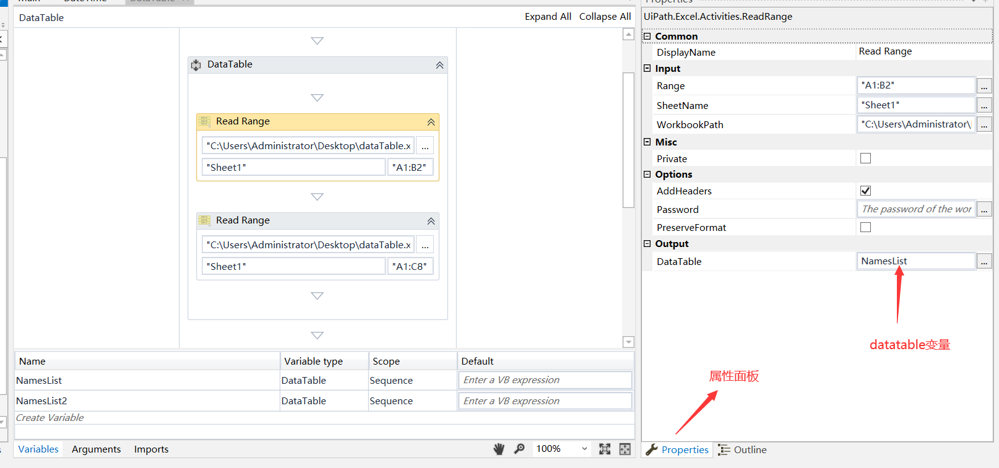 Main DateTime DataTable
DataTable
Expand All Collapse All
DataTable
Read Range
"C:\Users\Administrator\Desktop\dataTable.x
...
"Sheet1"
"A1:B2"
Read Range
"C:\Users\Administrator\Desktop\dataTable.x
...
"Sheet1"
"A1:C8"
Name Variable type Scope Default
NamesList DataTable Sequence Enter a VB expression
NamesList2 DataTable Sequence Enter a VB expression
Create Variable
Variables Arguments Imports 100%
Properties
UiPath.Excel.Activities.ReadRange
Common
DisplayName Read Range
Input
Range "A1:B2" ...
SheetName "Sheet1" ...
WorkbookPath "C:\Users\Administrator\ ...
Misc
Private
Options
AddHeaders
Password The password of the wor ...
PreserveFormat
Output
DataTable NamesList ...
datatable变量
属性面板
Properties Outline